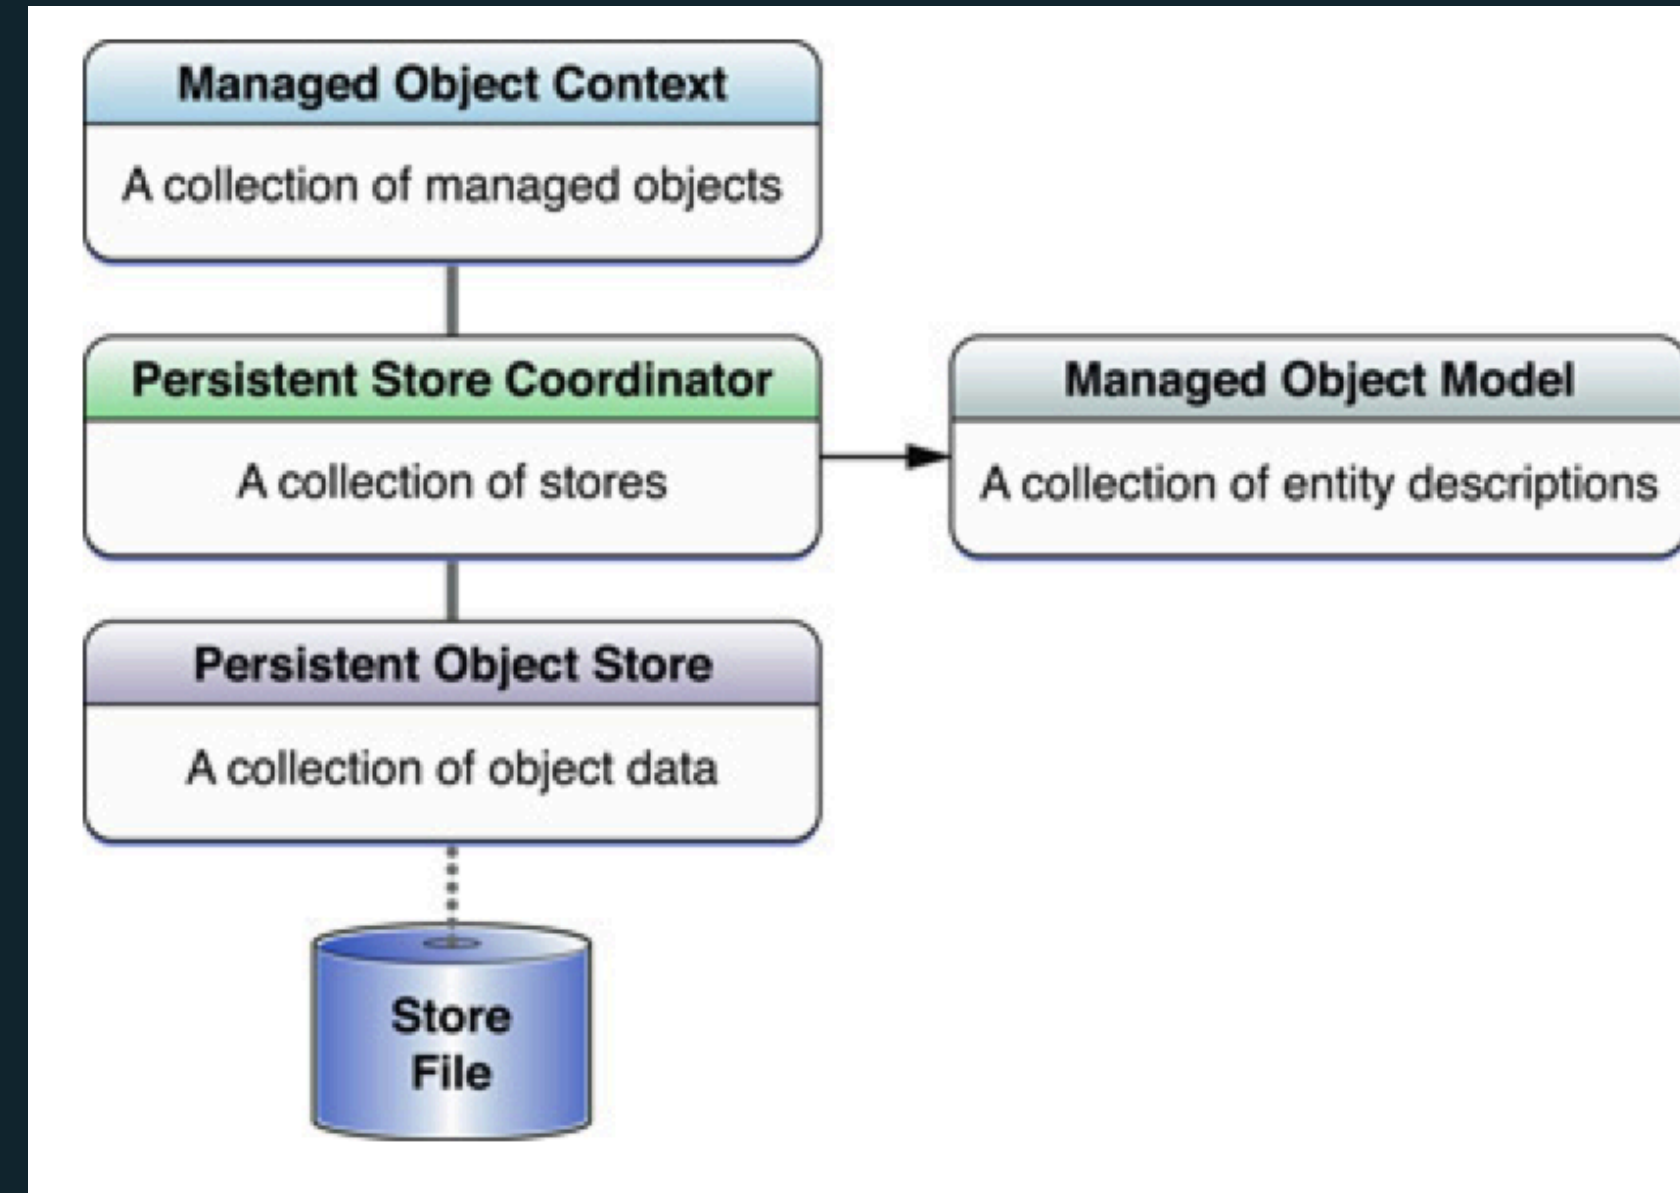 Managed Object Context
A collection of managed objects
Persistent Store Coordinator
A collection of stores
Managed Object Model
A collection of entity descriptions
Persistent Object Store
A collection of object data
Store
File